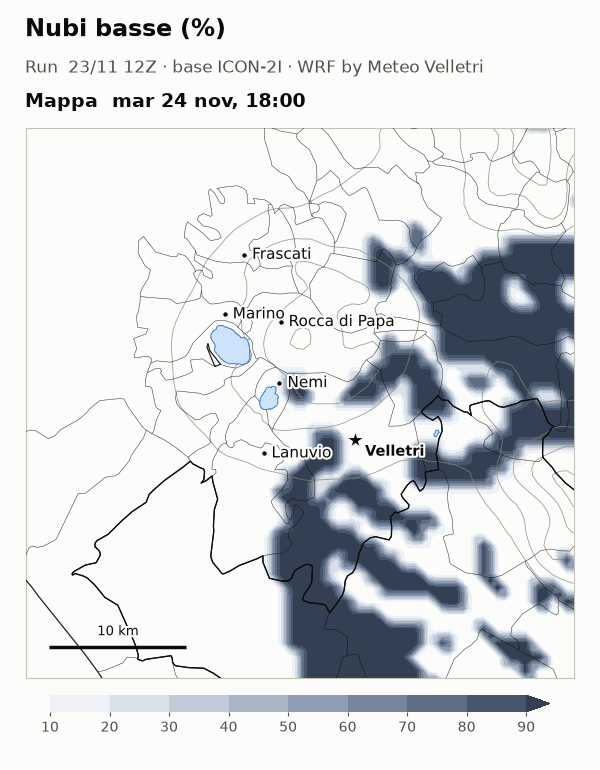 Nubi basse (%)
Run  23/11 12Z · base ICON-2I · WRF by Meteo Velletri
Mappa  mar 24 nov, 18:00
Frascati
Marino
Rocca di Papa
Nemi
Velletri
Lanuvio
10 km
10 20 30 40 50 60 70 80 90